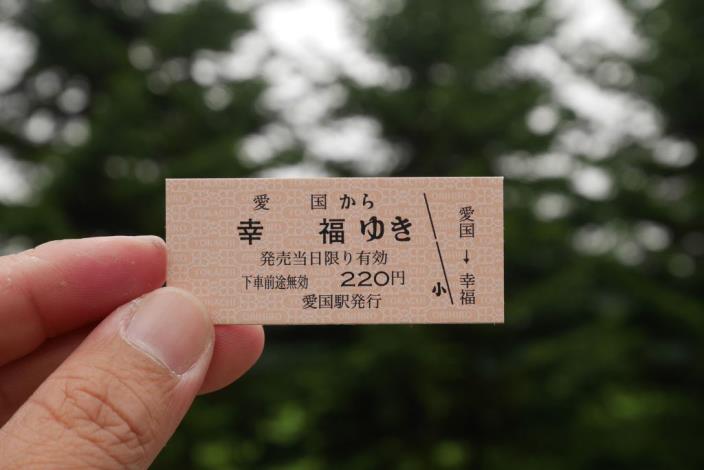 愛 国から
幸 福ゆき
発売当日限り有効
下車前途無効 220円
愛国駅発行
小
愛国→幸福